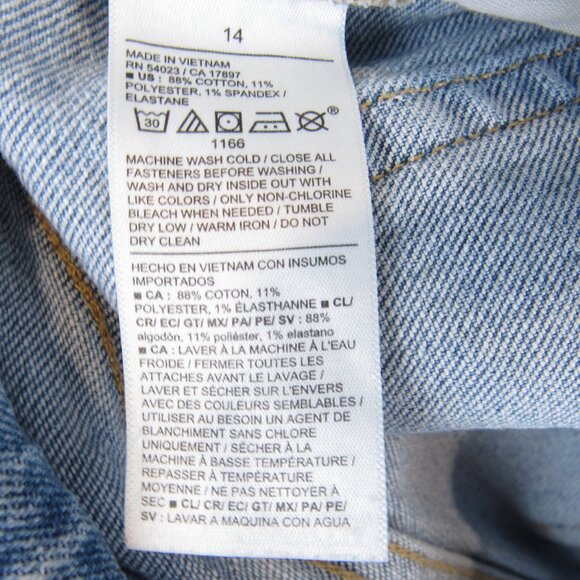 14
MADE IN VIETNAM
RN 54023 / CA 17897
■ US : 88% COTTON, 11%
POLYESTER, 1% SPANDEX /
ELASTANE
30
®
1166
MACHINE WASH COLD / CLOSE ALL
FASTENERS BEFORE WASHING /
WASH AND DRY INSIDE OUT WITH
LIKE COLORS / ONLY NON-CHLORINE
BLEACH WHEN NEEDED / TUMBLE
DRY LOW / WARM IRON / DO NOT
DRY CLEAN
HECHO EN VIETNAM CON INSUMOS
IMPORTADOS
■ CA : 88% COTON, 11%
POLYESTER, 1% ÉLASTHANNE ■ CL/
CR/ EC/ GT/ MX/ PA/ PE/ SV : 88%
algodón, 11% poliéster, 1% elastano
■ CA : LAVER À LA MACHINE À L'EAU
FROIDE / FERMER TOUTES LES
ATTACHES AVANT LE LAVAGE /
LAVER ET SÉCHER SUR L'ENVERS
AVEC DES COULEURS SEMBLABLES /
UTILISER AU BESOIN UN AGENT DE
BLANCHIMENT SANS CHLORE
UNIQUEMENT / SÉCHER À LA
MACHINE À BASSE TEMPÉRATURE /
REPASSER À TEMPÉRATURE
MOYENNE / NE PAS NETTOYER À
SEC ■ CL/ CR/ EC/ GT/ MX/ PA/ PE/
SV : LAVAR A MAQUINA CON AGUA